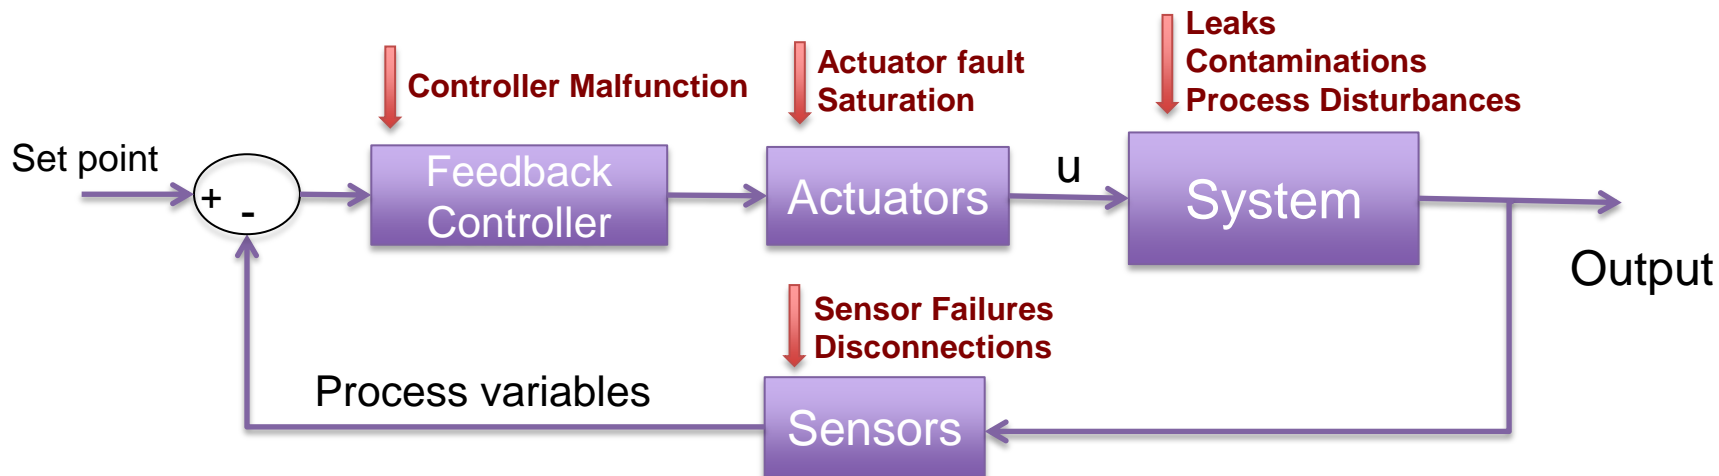 Leaks
Contaminations
Process Disturbances
Actuator fault
Saturation
Controller Malfunction
Set point
+
-
Feedback
Controller
Actuators
u
System
Output
Sensor Failures
Disconnections
Process variables
Sensors